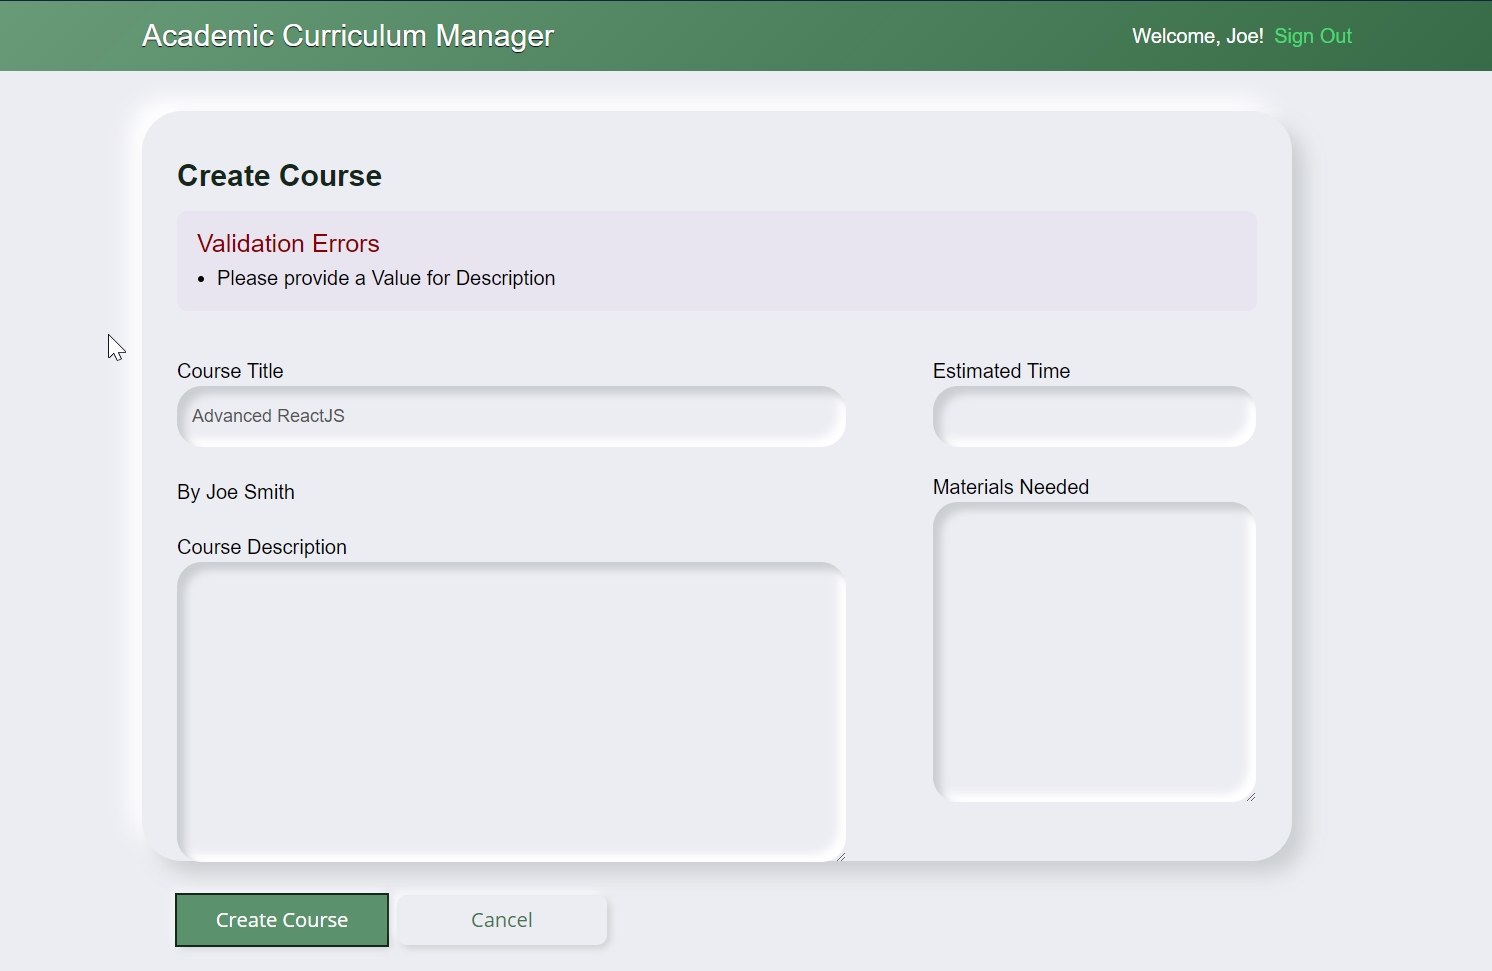 Academic Curriculum Manager
Welcome, Joe! Sign Out
Create Course
Validation Errors
• Please provide a Value for Description
Course Title
Advanced ReactJS
By Joe Smith
Course Description
Estimated Time
Materials Needed
Create Course
Cancel